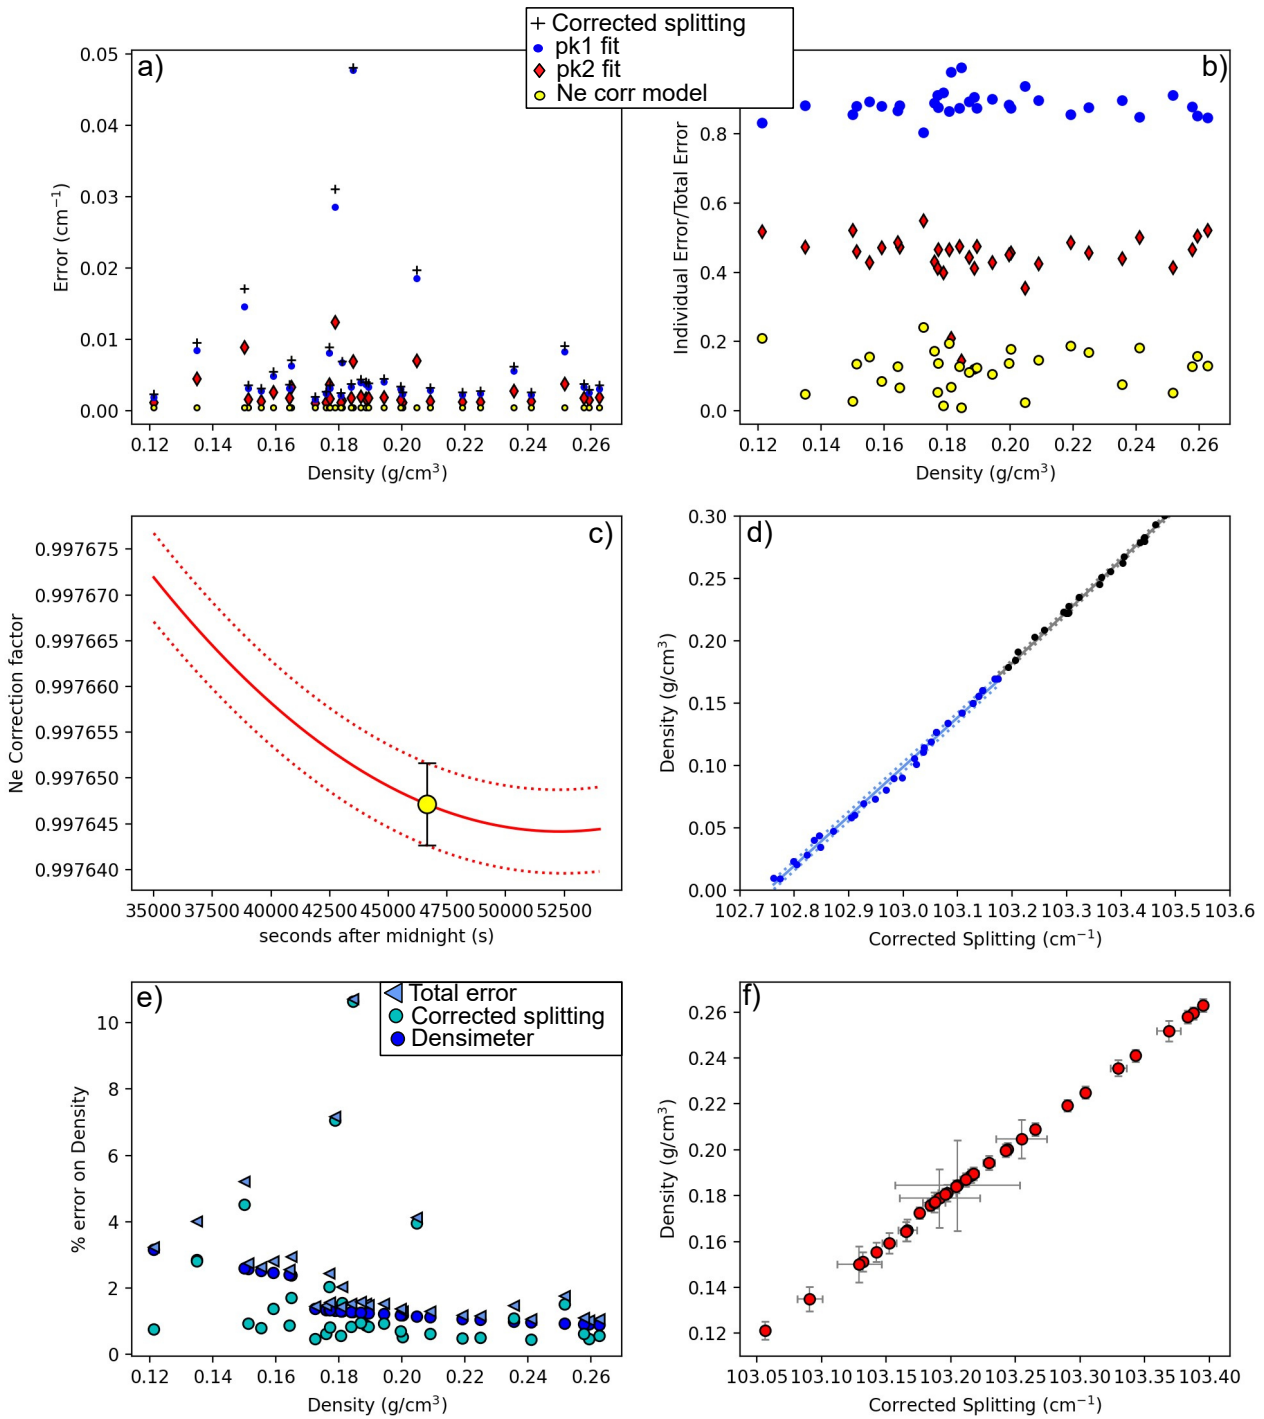 Corrected splitting
pk1 fit
pk2 fit
Ne corr model
a)
0.05
0.04
0.03
0.02
0.01
0.00
Error (cm⁻¹)
0.12 0.14 0.16 0.18 0.20 0.22 0.24 0.26
Density (g/cm³)
b)
0.8
0.6
0.4
0.2
0.0
Individual Error/Total Error
0.12 0.14 0.16 0.18 0.20 0.22 0.24 0.26
Density (g/cm³)
c)
0.997675
0.997670
0.997665
0.997660
0.997655
0.997650
0.997645
0.997640
Ne Correction factor
35000 37500 40000 42500 45000 47500 50000 52500
seconds after midnight (s)
d)
0.30
0.25
0.20
0.15
0.10
0.05
0.00
Density (g/cm³)
102.7 102.8 102.9 103.0 103.1 103.2 103.3 103.4 103.5 103.6
Corrected Splitting (cm⁻¹)
e)
Total error
Corrected splitting
Densimeter
10
8
6
4
2
0
% error on Density
0.12 0.14 0.16 0.18 0.20 0.22 0.24 0.26
Density (g/cm³)
f)
0.26
0.24
0.22
0.20
0.18
0.16
0.14
0.12
Density (g/cm³)
103.05 103.10 103.15 103.20 103.25 103.30 103.35 103.40
Corrected Splitting (cm⁻¹)